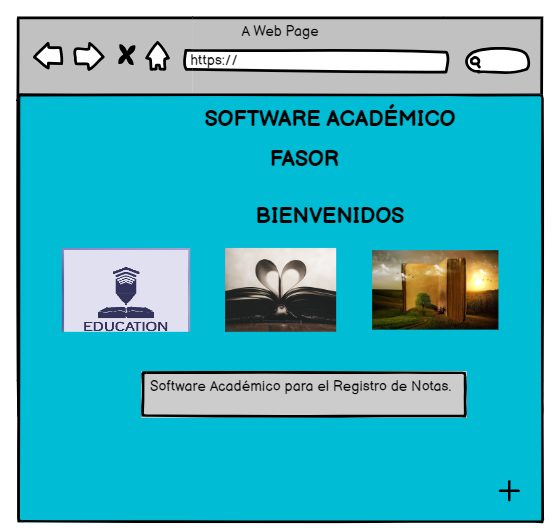 A Web Page
https://
SOFTWARE ACADÉMICO
FASOR
BIENVENIDOS
EDUCATION
Software Académico para el Registro de Notas.